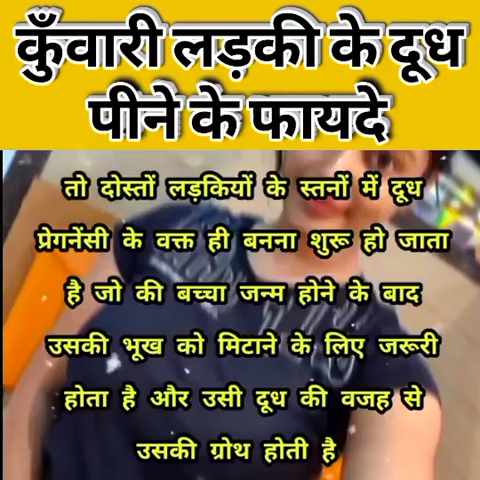 कुँवारी लड़की के दूध
पीने के फायदे
तो दोस्तों लड़कियों के स्तनों में दूध
प्रेगनेंसी के वक्त ही बनना शुरू हो जाता
है जो की बच्चा जन्म होने के बाद
उसकी भूख को मिटाने के लिए जरूरी
होता है और उसी दूध की वजह से
उसकी ग्रोथ होती है